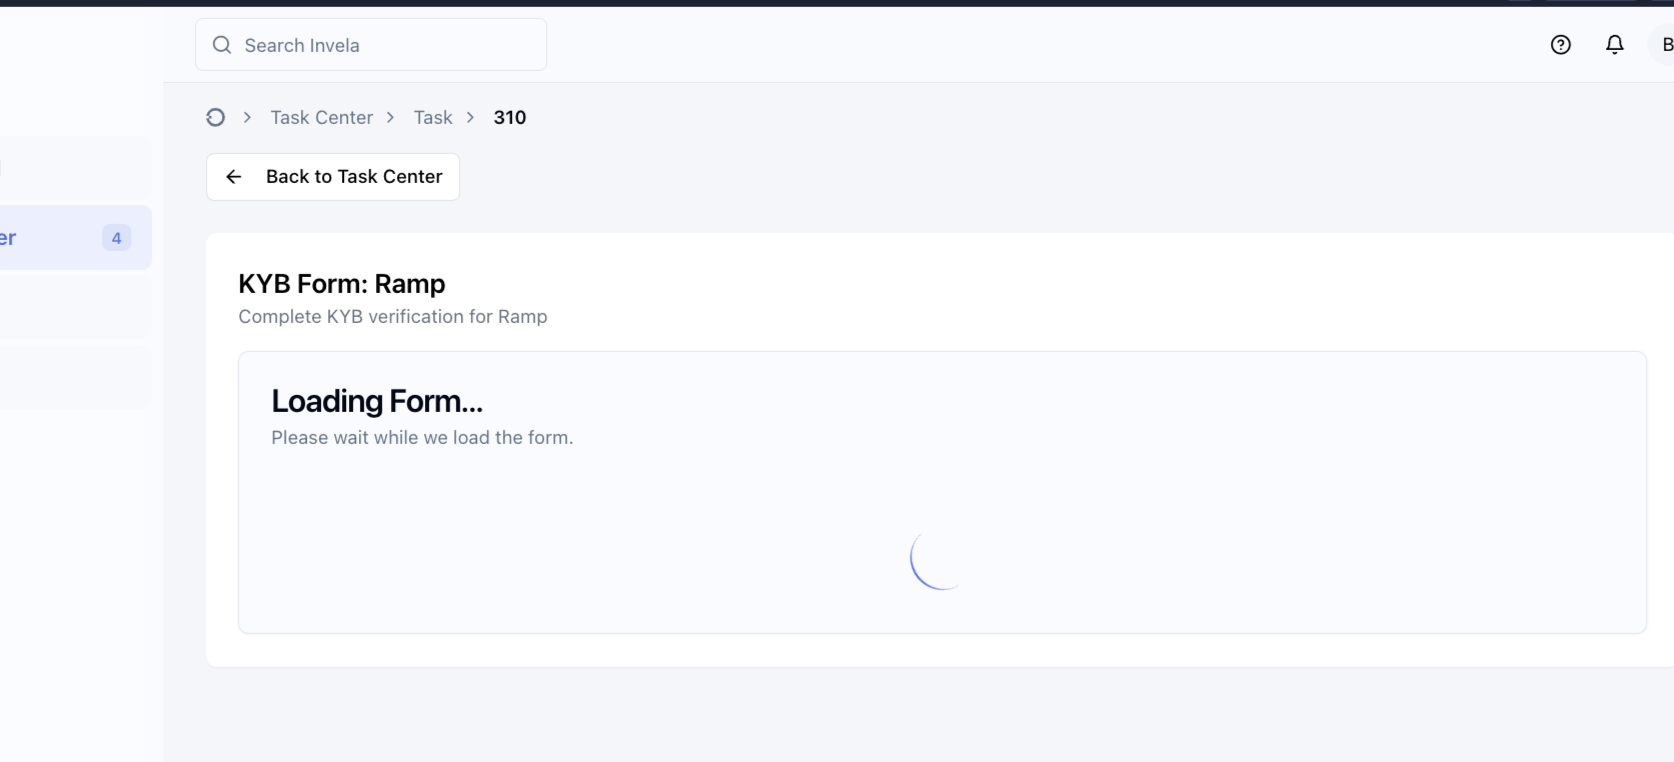 Search Invela
B
Task Center
Task
310
Back to Task Center
er
4
KYB Form: Ramp
Complete KYB verification for Ramp
Loading Form...
Please wait while we load the form.